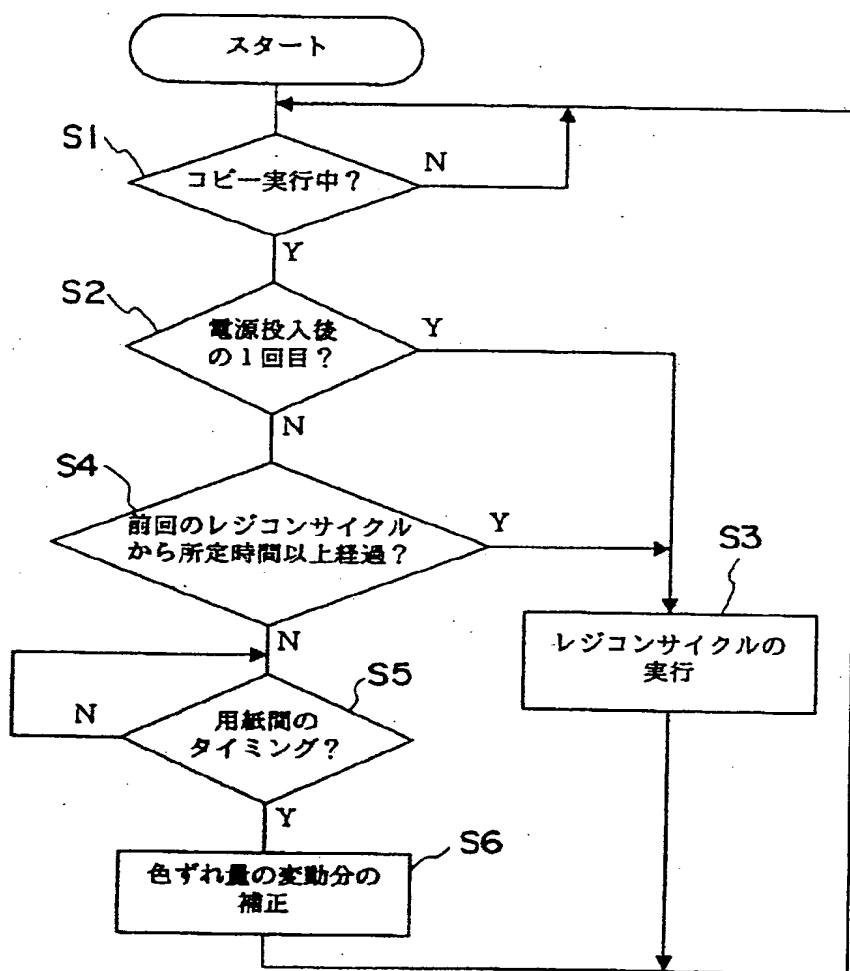 スタート
S1
コピー実行中？
N
Y
S2
電源投入後
の１回目？
Y
N
S4
前回のレジコンサイクル
から所定時間以上経過？
Y
S3
レジコンサイクルの
実行
N
S5
用紙間の
タイミング？
N
Y
S6
色ずれ量の変動分の
補正